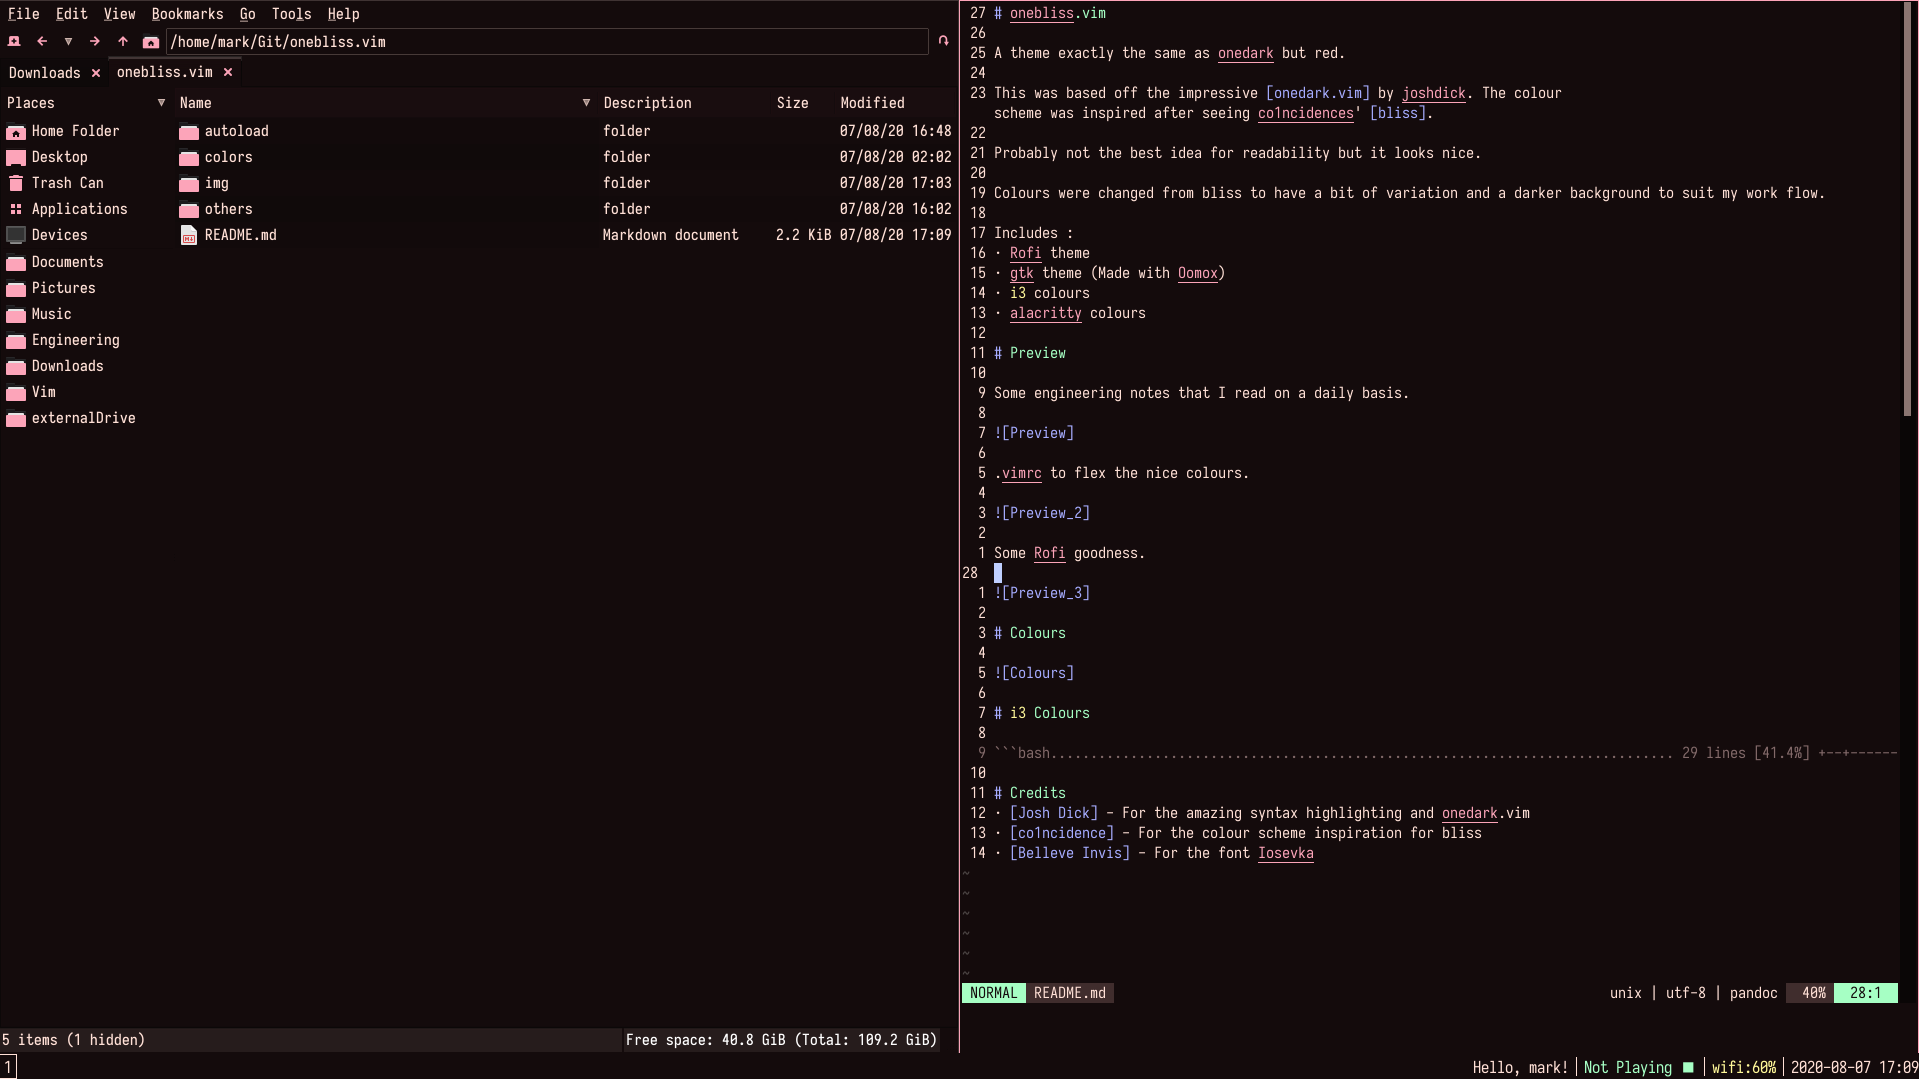 File Edit View Bookmarks Go Tools Help
/home/mark/Git/onebliss.vim
Downloads × onebliss.vim ×
Places Name Description Size Modified
Home Folder
Desktop
Trash Can
Applications
Devices
Documents
Pictures
Music
Engineering
Downloads
Vim
externalDrive
autoload folder 07/08/20 16:48
colors folder 07/08/20 02:02
img folder 07/08/20 17:03
others folder 07/08/20 16:02
README.md Markdown document 2.2 KiB 07/08/20 17:09
5 items (1 hidden) Free space: 40.8 GiB (Total: 109.2 GiB)
27 # onebliss.vim
26
25 A theme exactly the same as onedark but red.
24
23 This was based off the impressive [onedark.vim] by joshdick. The colour
scheme was inspired after seeing co1ncidences' [bliss].
22
21 Probably not the best idea for readability but it looks nice.
20
19 Colours were changed from bliss to have a bit of variation and a darker background to suit my work flow.
18
17 Includes :
16 · Rofi theme
15 · gtk theme (Made with Oomox)
14 · i3 colours
13 · alacritty colours
12
11 # Preview
10
9 Some engineering notes that I read on a daily basis.
8
7 ![Preview]
6
5 .vimrc to flex the nice colours.
4
3 ![Preview_2]
2
1 Some Rofi goodness.
28
1 ![Preview_3]
2
3 # Colours
4
5 ![Colours]
6
7 # i3 Colours
8
9 ```bash.............................................................................. 29 lines [41.4%] +--+------
10
11 # Credits
12 · [Josh Dick] - For the amazing syntax highlighting and onedark.vim
13 · [co1ncidence] - For the colour scheme inspiration for bliss
14 · [Belleve Invis] - For the font Iosevka
~
~
~
~
~
~
NORMAL README.md unix | utf-8 | pandoc 40% 28:1
1 Hello, mark! | Not Playing | wifi:60% | 2020-08-07 17:09